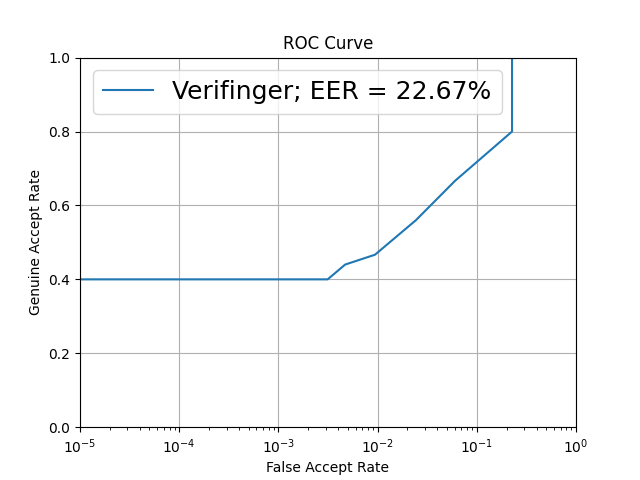 ROC Curve
Verifinger; EER = 22.67%
1.0
0.8
0.6
0.4
0.2
0.0
Genuine Accept Rate
10⁻⁵ 10⁻⁴ 10⁻³ 10⁻² 10⁻¹ 10⁰
False Accept Rate